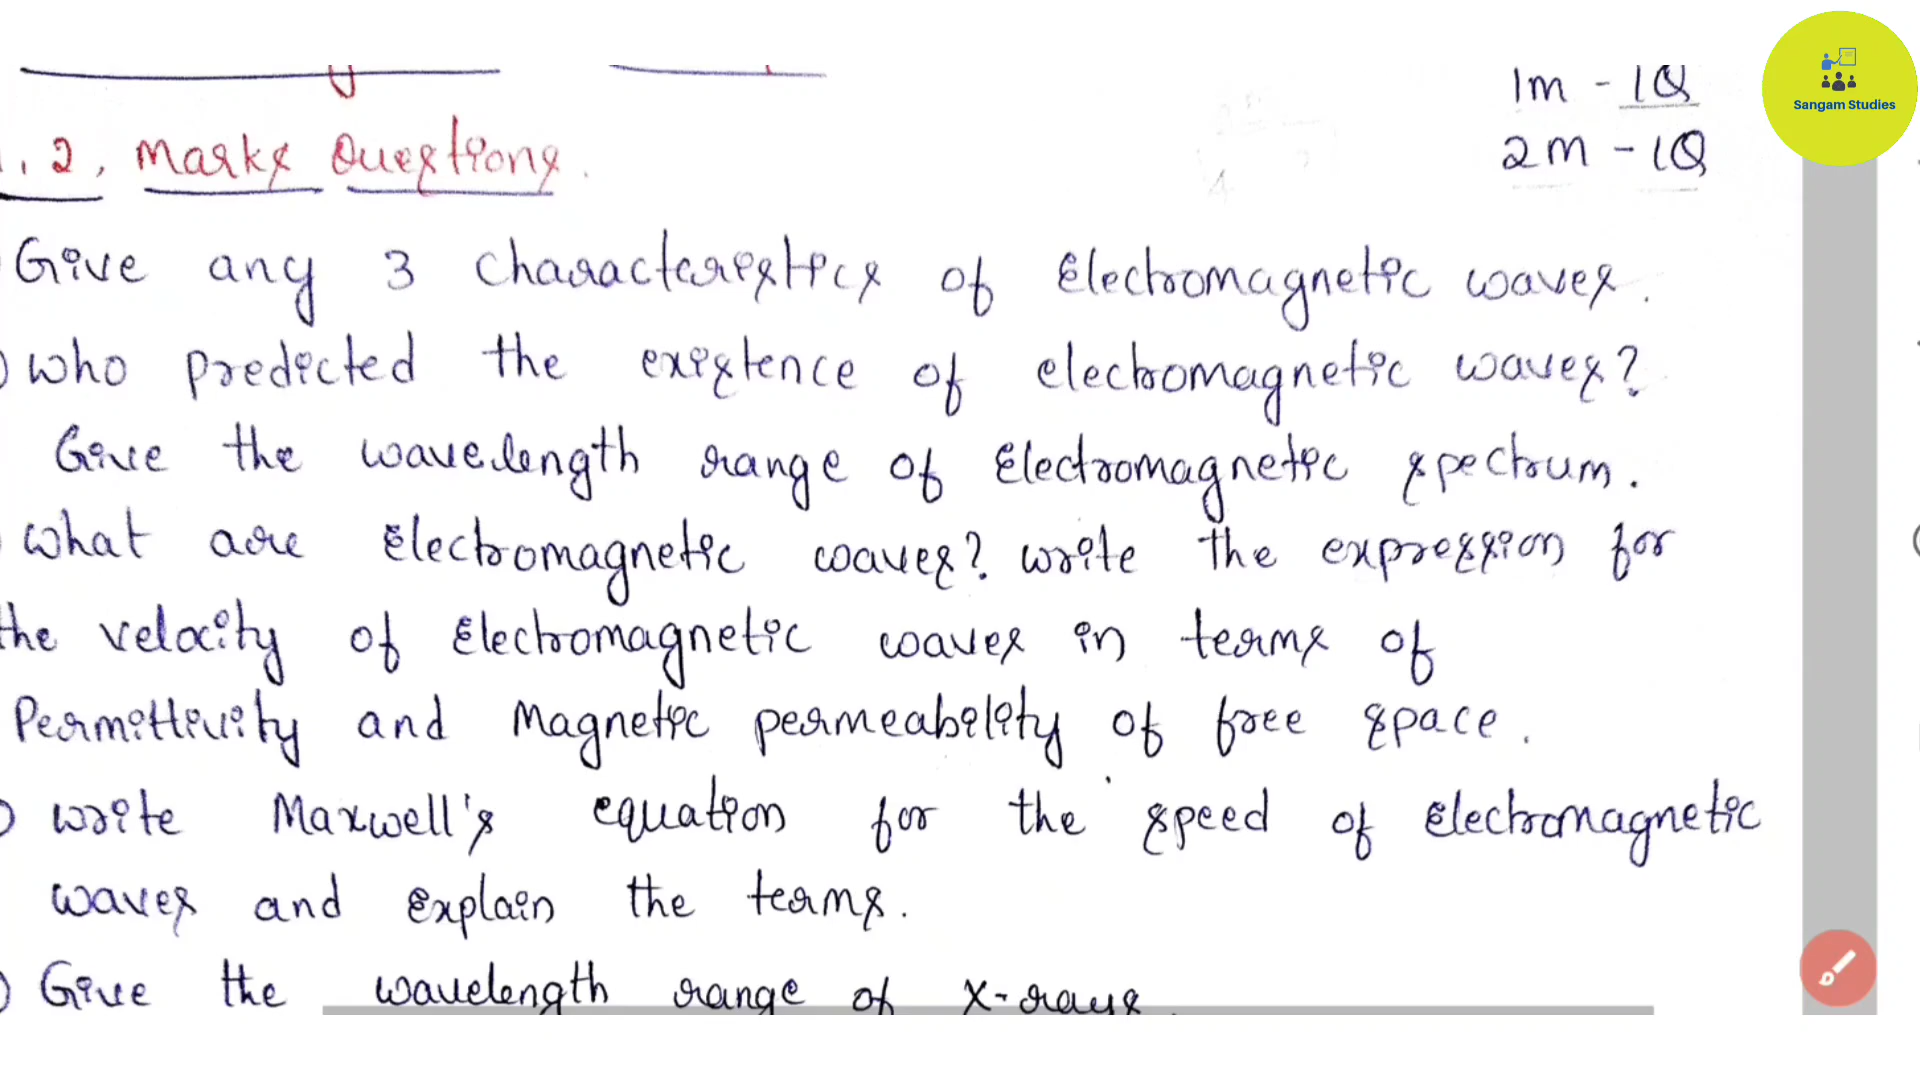 1m - 1Q
Sangam Studies
2m - 1Q
1, 2, Marks Questions.
Give any 3 characteristics of Electromagnetic waves.
) who predicted the existence of electromagnetic waves?
Give the wavelength range of Electromagnetic spectrum.
what are Electromagnetic waves? write the expression for
the velocity of Electromagnetic waves in terms of
Permittivity and Magnetic permeability of free space.
) write Maxwell's equation for the speed of Electromagnetic
waves and explain the terms.
) Give the wavelength range of X-rays.